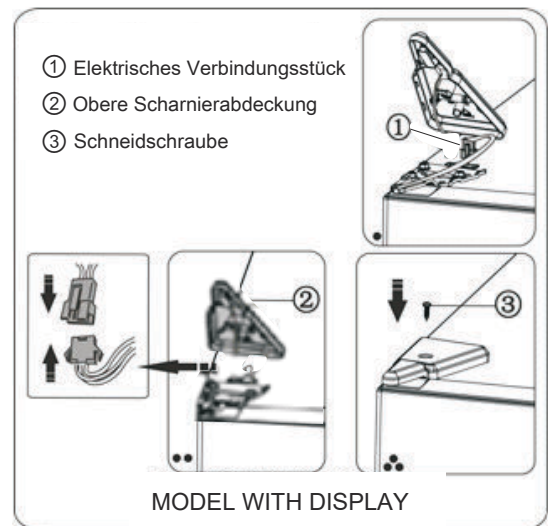 ① Elektrisches Verbindungsstück
② Obere Scharnierabdeckung
③ Schneidschraube
①
②
③
MODEL WITH DISPLAY